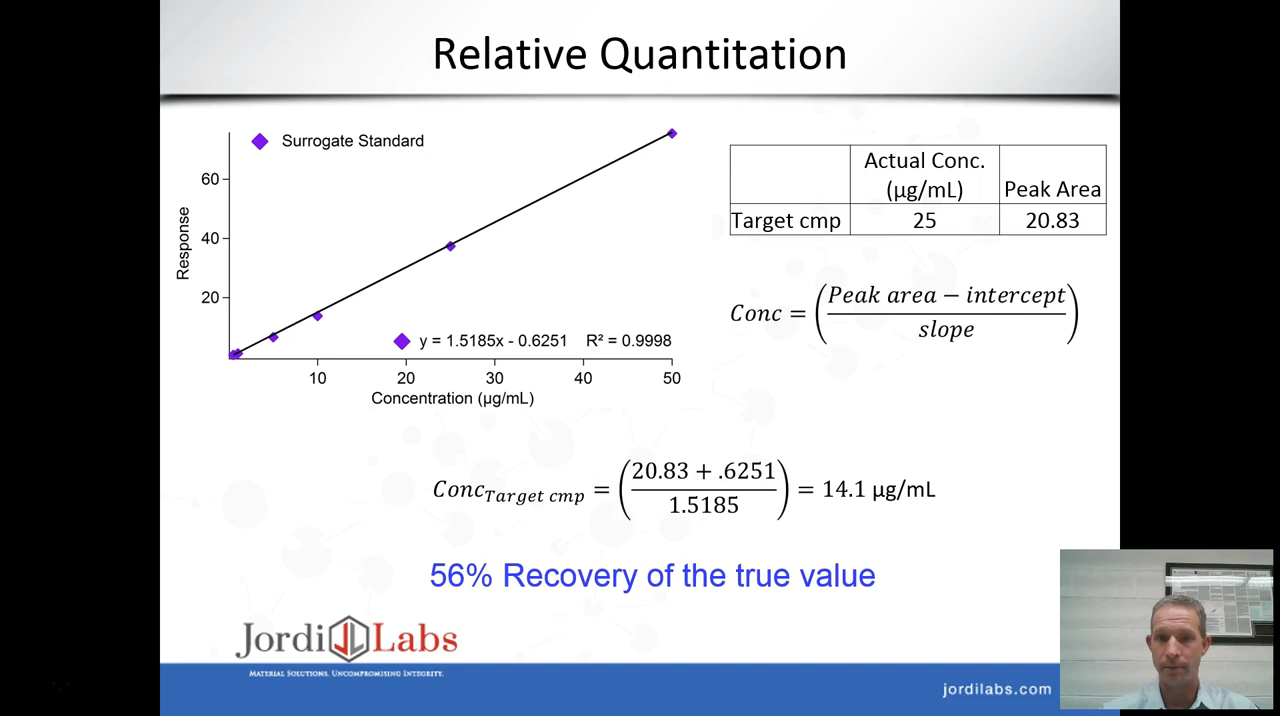 Relative Quantitation
Surrogate Standard
60
40
20
Response
y = 1.5185x - 0.6251 R² = 0.9998
10 20 30 40 50
Concentration (µg/mL)
Actual Conc.
(µg/mL) Peak Area
Target cmp 25 20.83
Conc = (Peak area − intercept / slope)
Conc Target cmp = (20.83 + .6251 / 1.5185) = 14.1 µg/mL
56% Recovery of the true value
Jordi JL Labs
MATERIAL SOLUTIONS. UNCOMPROMISING INTEGRITY.
jordilabs.com